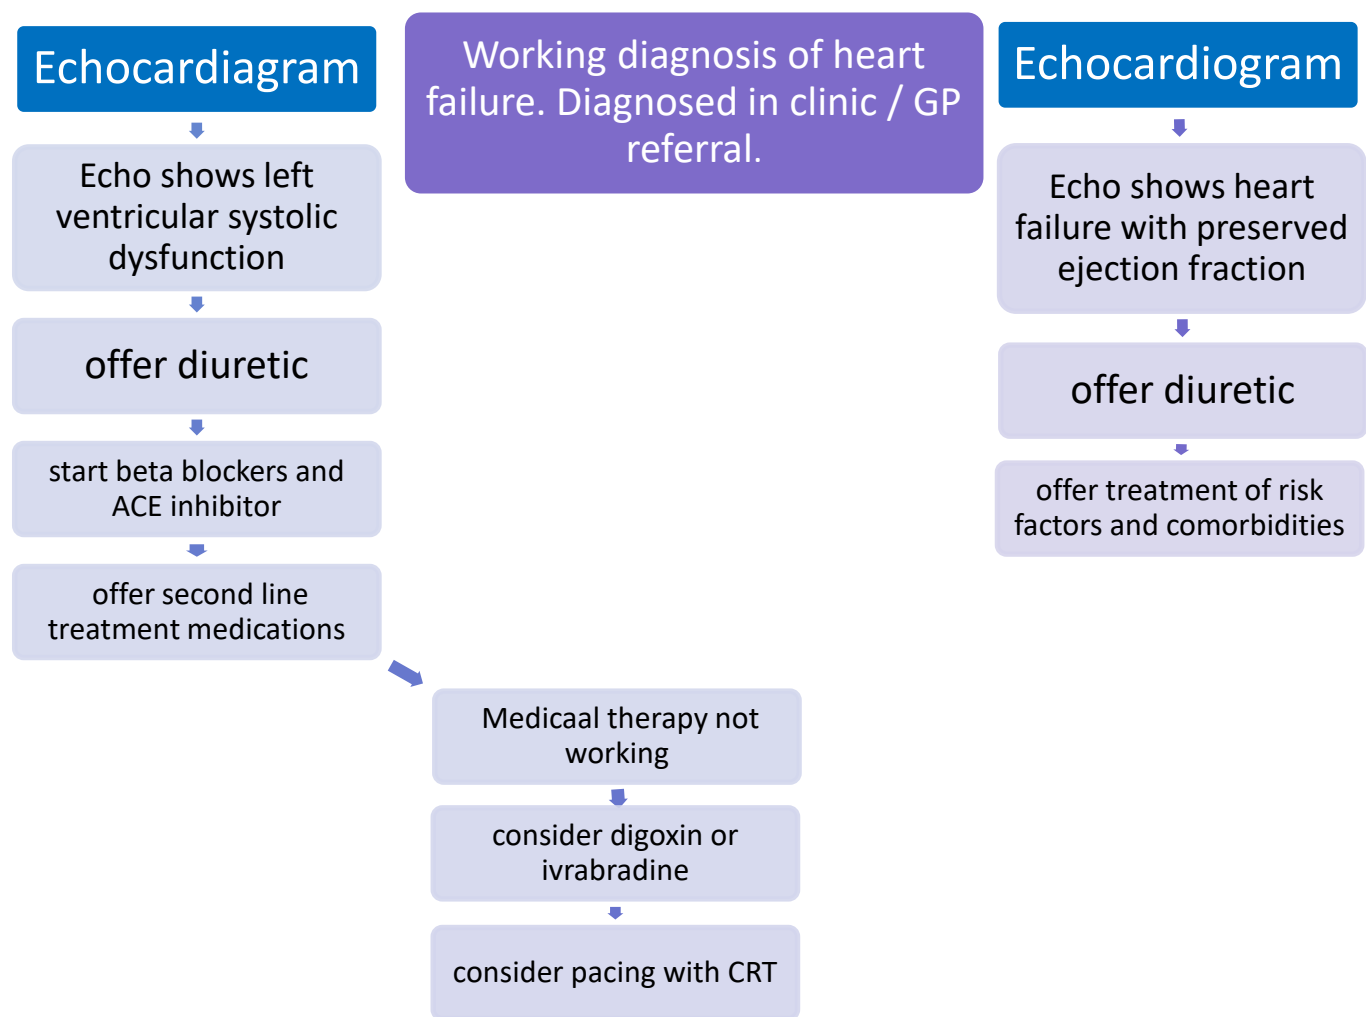 Echocardiagram
Echo shows left
ventricular systolic
dysfunction
offer diuretic
start beta blockers and
ACE inhibitor
offer second line
treatment medications
Working diagnosis of heart
failure. Diagnosed in clinic / GP
referral.
Medicaal therapy not
working
consider digoxin or
ivrabradine
consider pacing with CRT
Echocardiogram
Echo shows heart
failure with preserved
ejection fraction
offer diuretic
offer treatment of risk
factors and comorbidities